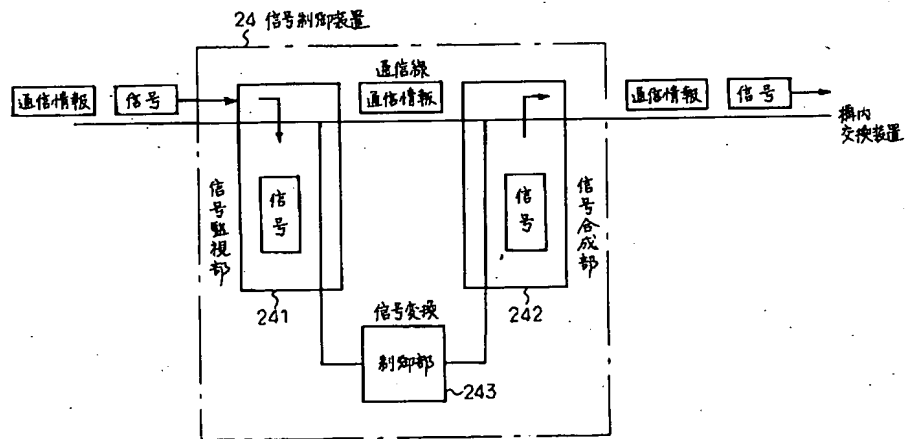 24 信号制御装置
通信情報
信号
通信線
通信情報
通信情報
信号
構内
交換装置
信号監視部
信号
信号
信号合成部
241
信号変換
242
制御部
243